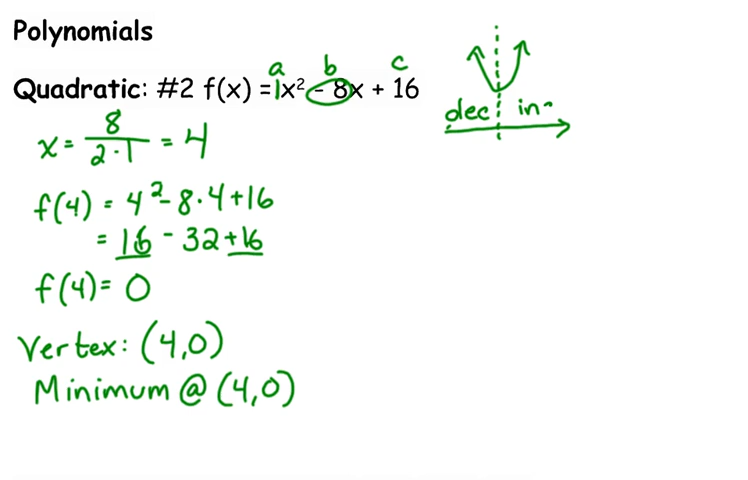 Polynomials
a b c
Quadratic: #2 f(x) = 1x² - 8x + 16
dec in
x = 8 / 2·1 = 4
f(4) = 4² - 8·4 + 16
= 16 - 32 + 16
f(4) = 0
Vertex: (4,0)
Minimum @ (4,0)